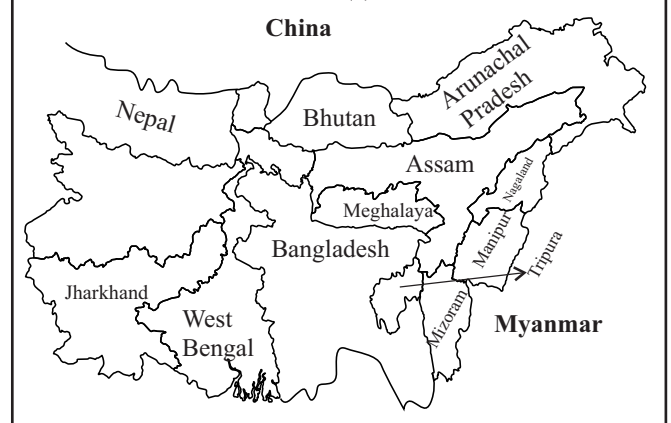 China
Arunachal
Pradesh
Nepal
Bhutan
Assam
Nagaland
Meghalaya
Manipur
Bangladesh
Tripura
Jharkhand
Mizoram
West
Bengal
Myanmar